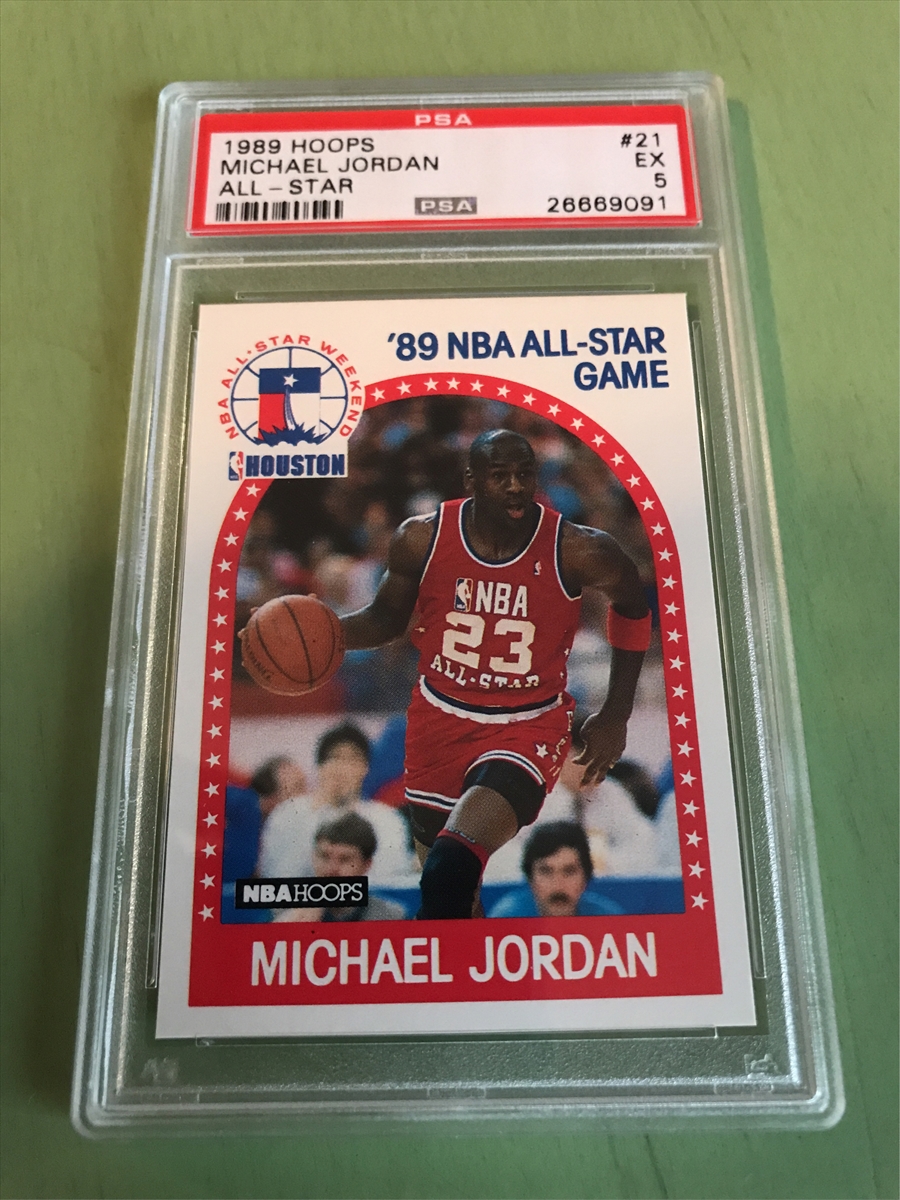 PSA
1989 HOOPS #21
MICHAEL JORDAN EX
ALL-STAR 5
PSA 26669091
'89 NBA ALL-STAR
GAME
NBA ALL·STAR WEEKEND
HOUSTON
NBA
23
ALL-STAR
NBA HOOPS
MICHAEL JORDAN